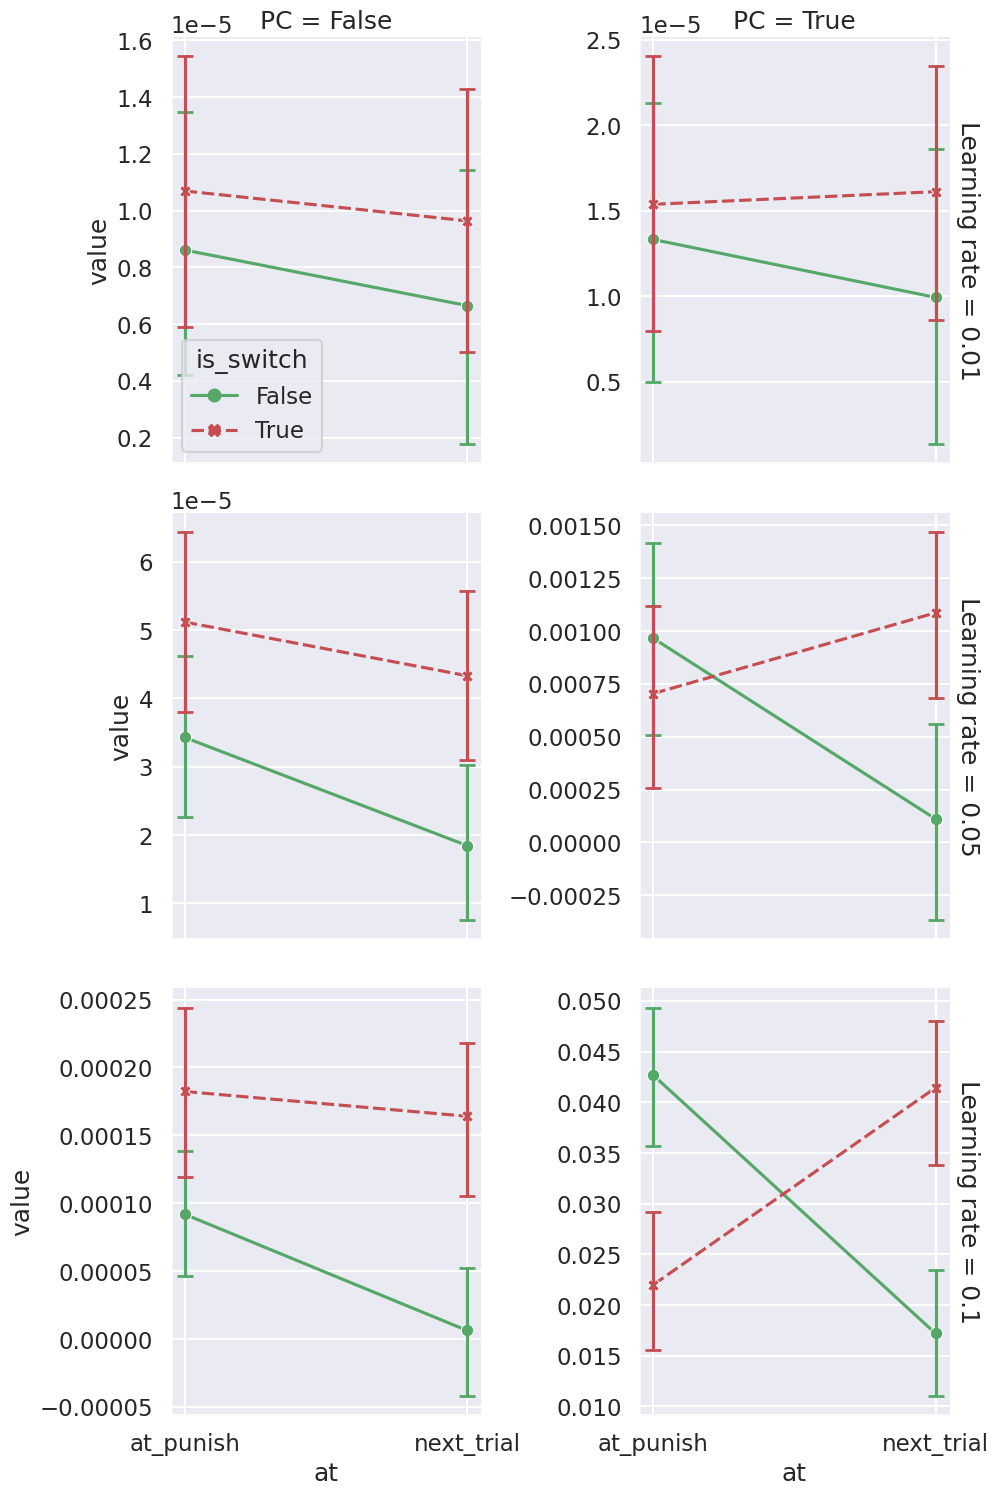 PC = False
PC = True
1e−5
1.6
1.4
1.2
1.0
0.8
0.6
0.4
0.2
value
is_switch
False
True
1e−5
2.5
2.0
1.5
1.0
0.5
Learning rate = 0.01
1e−5
6
5
4
3
2
1
value
0.00150
0.00125
0.00100
0.00075
0.00050
0.00025
0.00000
−0.00025
Learning rate = 0.05
0.00025
0.00020
0.00015
0.00010
0.00005
0.00000
−0.00005
value
at_punish
next_trial
at
0.050
0.045
0.040
0.035
0.030
0.025
0.020
0.015
0.010
Learning rate = 0.1
at_punish
next_trial
at